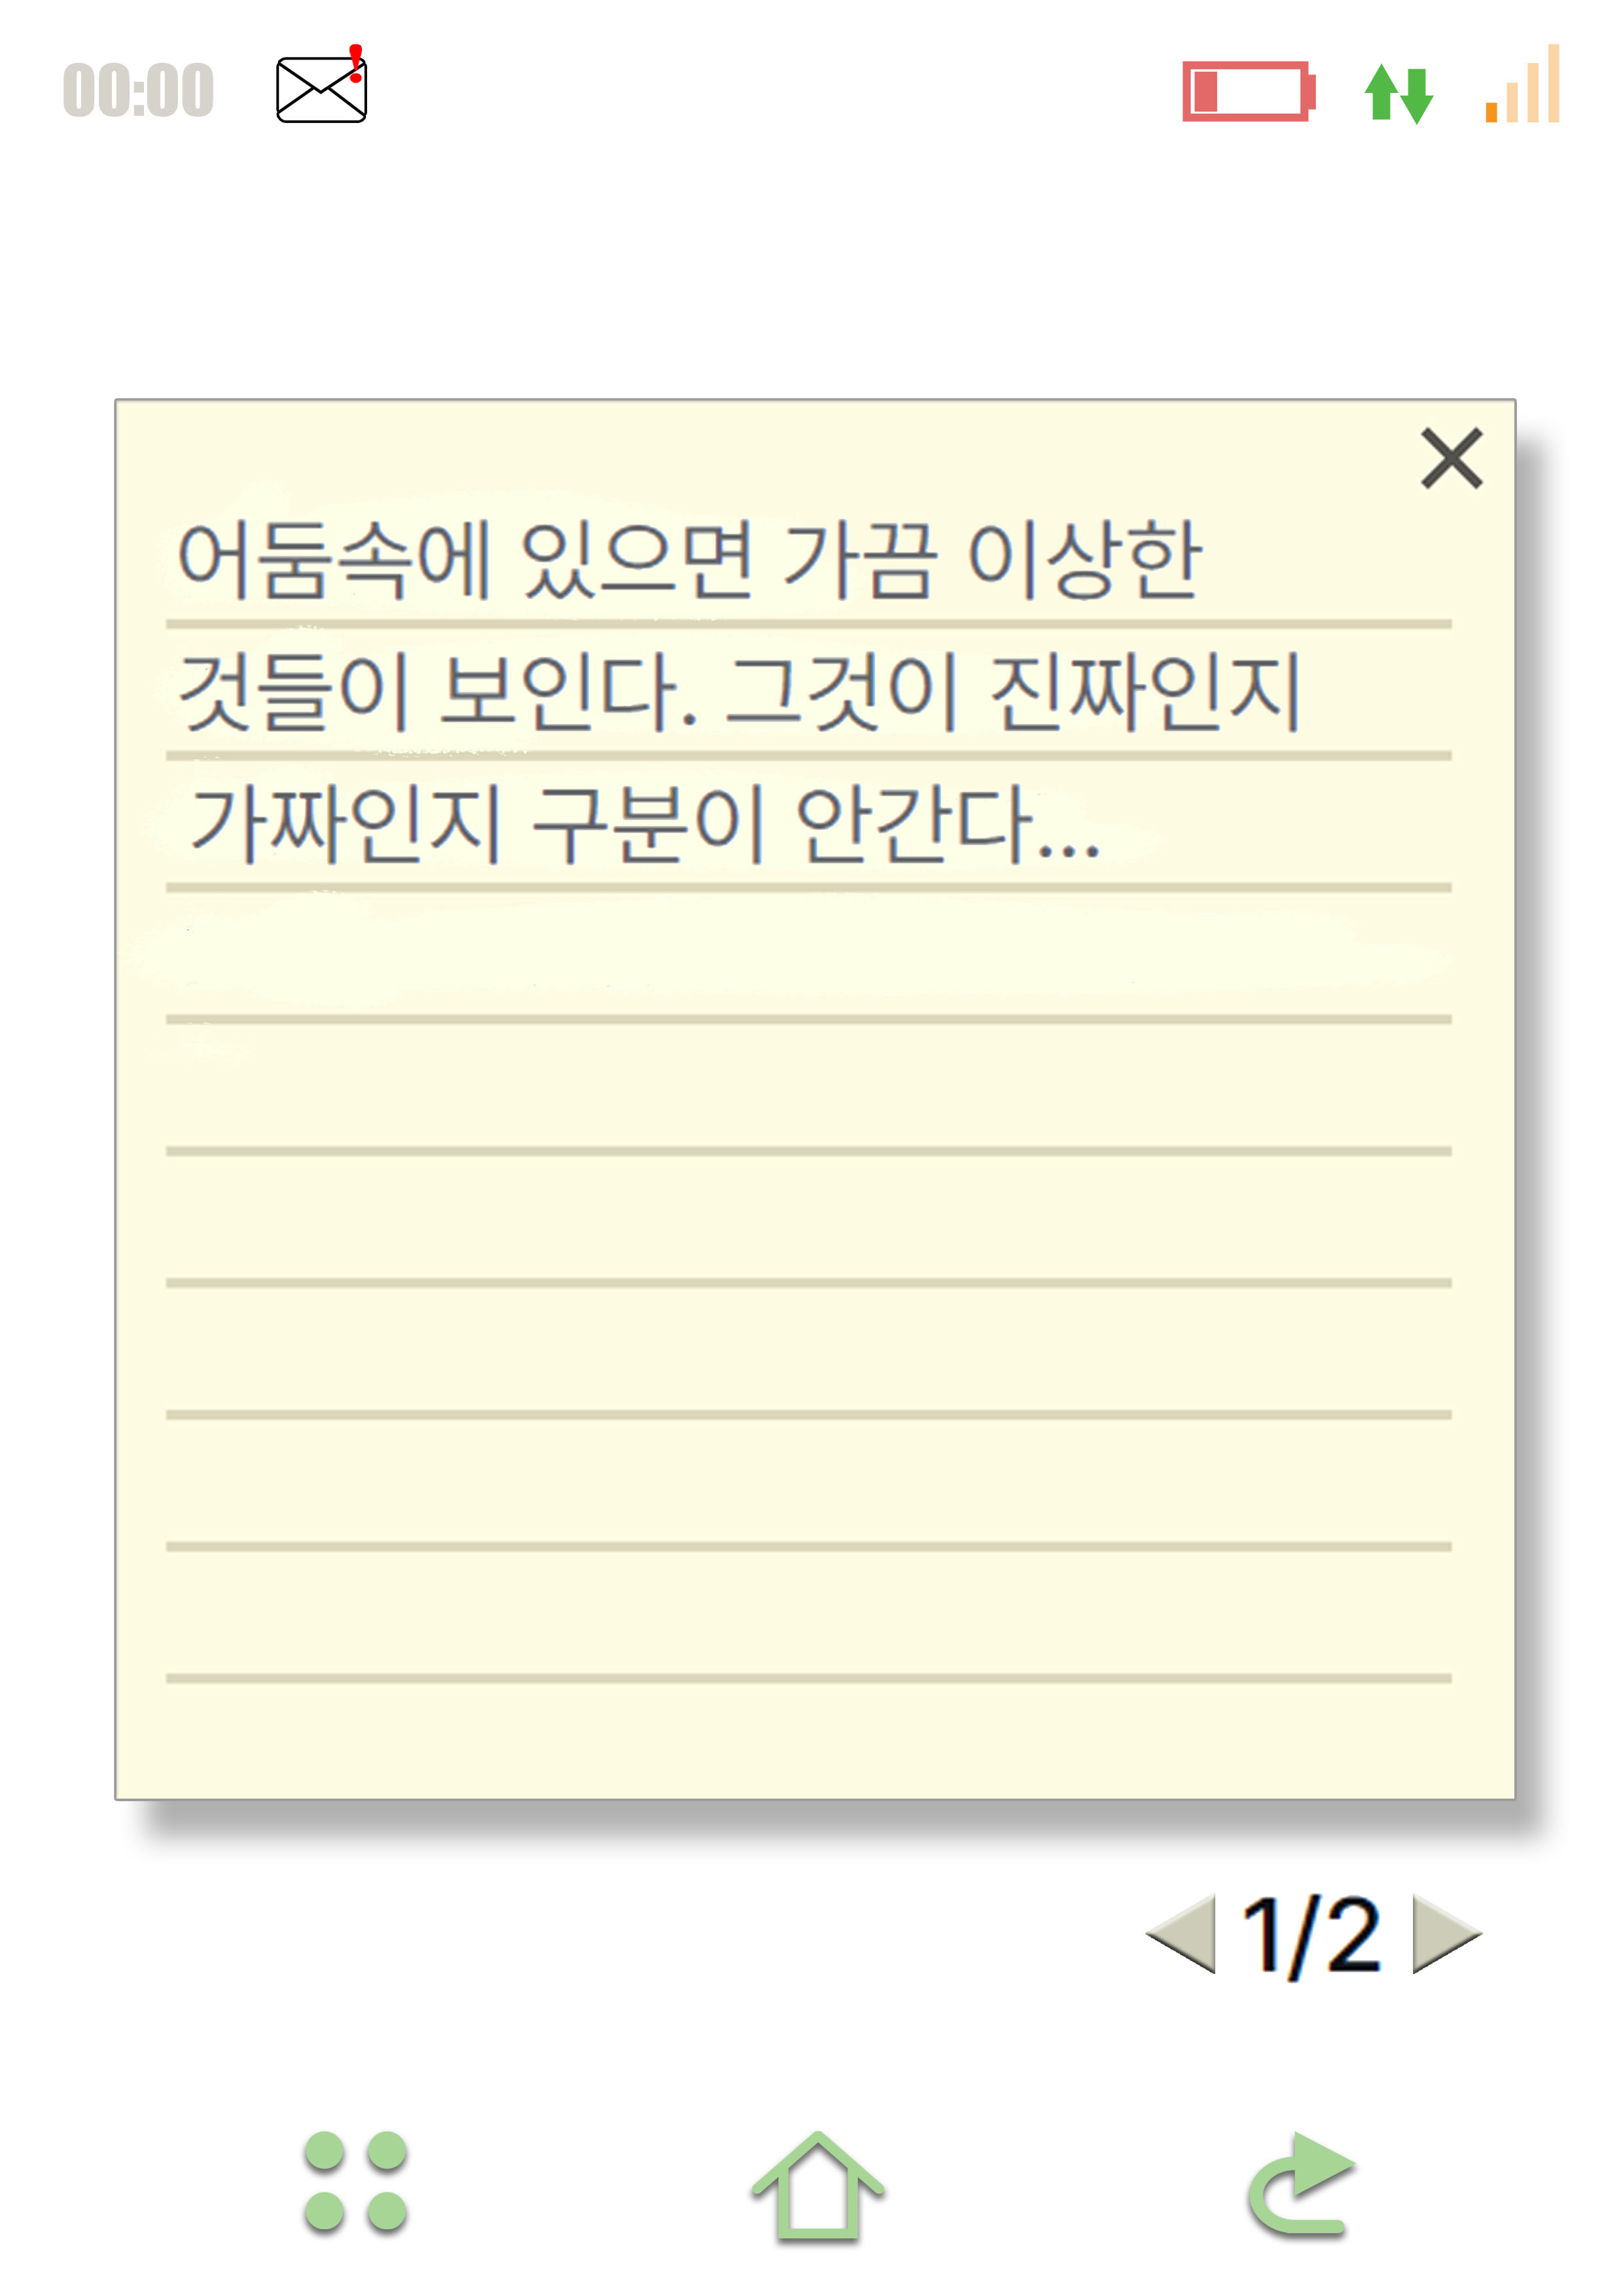 00:00
어둠속에 있으면 가끔 이상한
것들이 보인다. 그것이 진짜인지
가짜인지 구분이 안간다...
1/2